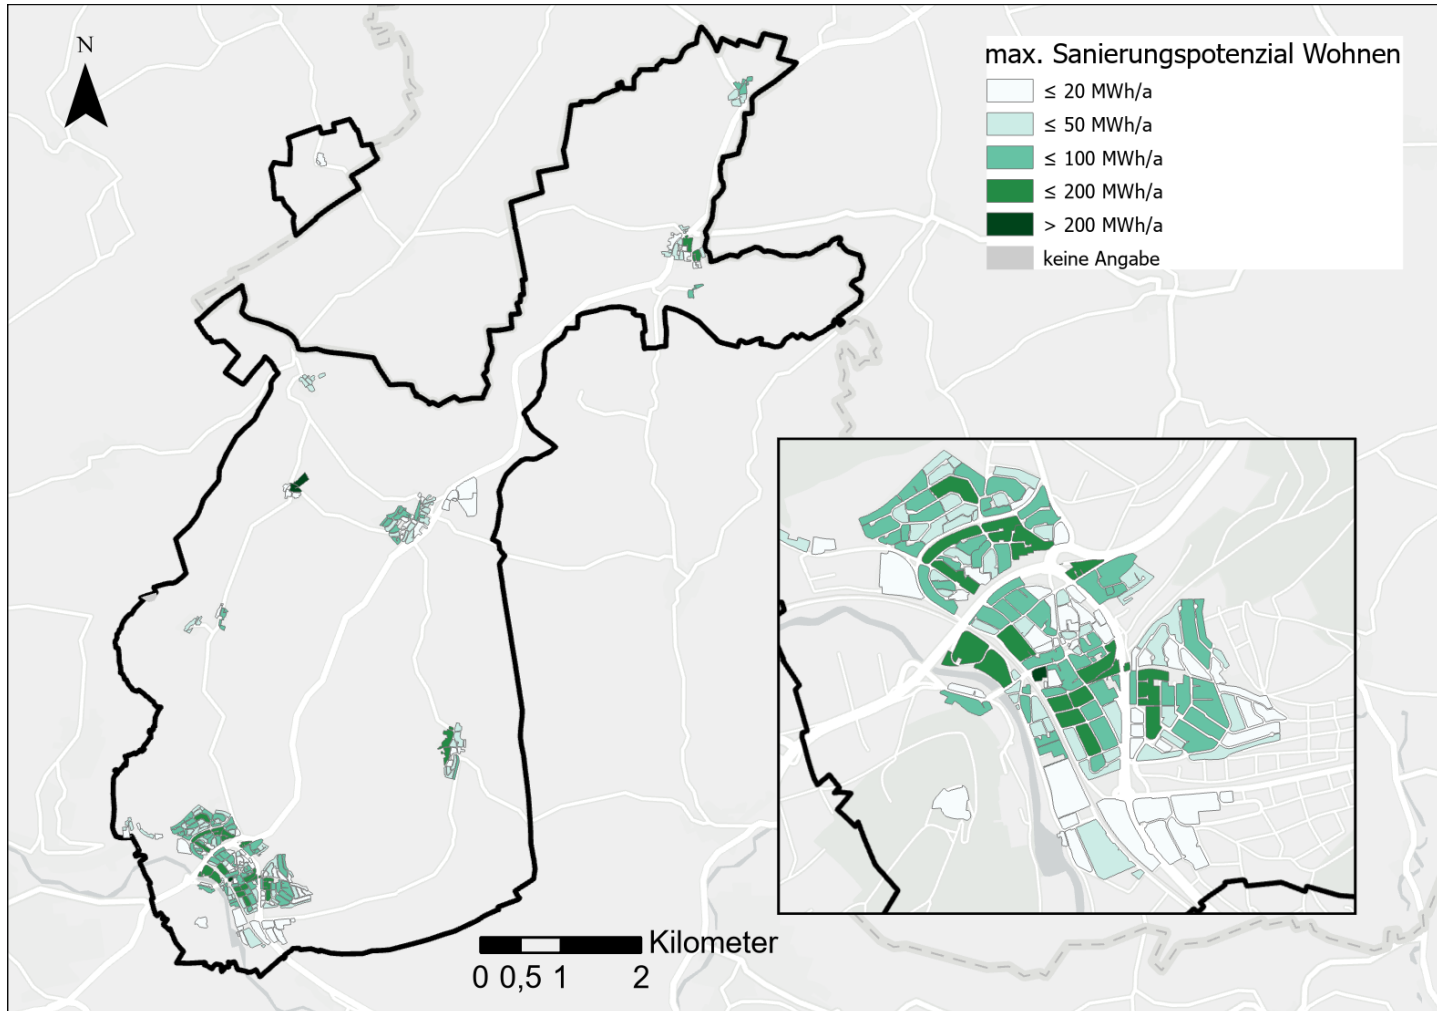 N
max. Sanierungspotenzial Wohnen
≤ 20 MWh/a
≤ 50 MWh/a
≤ 100 MWh/a
≤ 200 MWh/a
> 200 MWh/a
keine Angabe
Kilometer
0 0,5 1 2